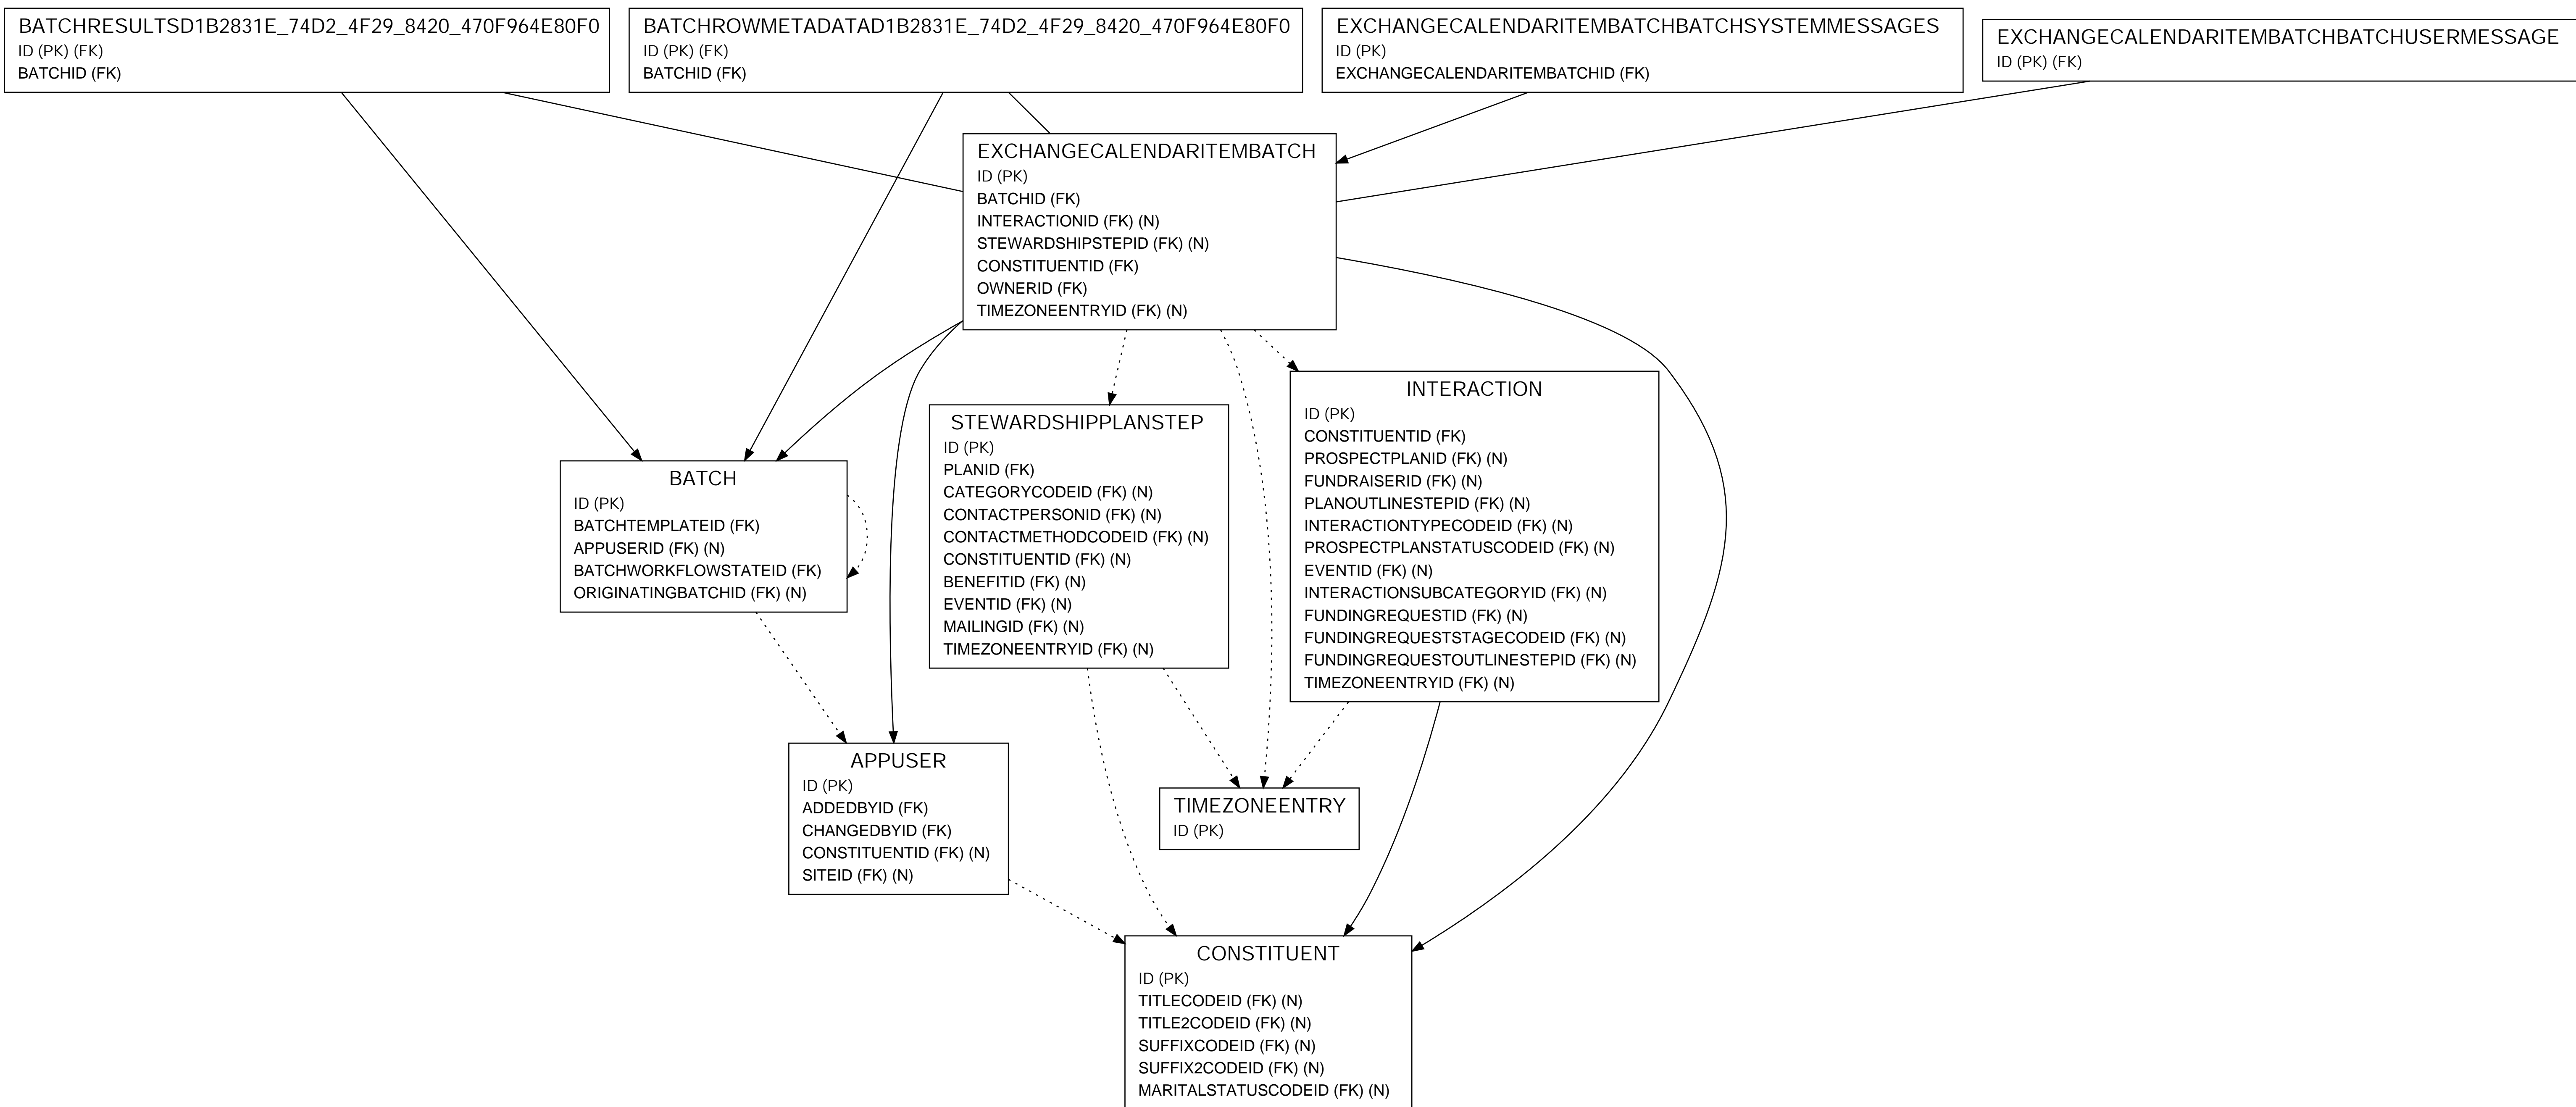 BATCHRESULTSD1B2831E_74D2_4F29_8420_470F964E80F0
ID (PK) (FK)
BATCHID (FK)
BATCHROWMETADATAD1B2831E_74D2_4F29_8420_470F964E80F0
ID (PK) (FK)
BATCHID (FK)
EXCHANGECALENDARITEMBATCHBATCHSYSTEMMESSAGES
ID (PK)
EXCHANGECALENDARITEMBATCHID (FK)
EXCHANGECALENDARITEMBATCHBATCHUSERMESSAGE
ID (PK) (FK)
EXCHANGECALENDARITEMBATCH
ID (PK)
BATCHID (FK)
INTERACTIONID (FK) (N)
STEWARDSHIPSTEPID (FK) (N)
CONSTITUENTID (FK)
OWNERID (FK)
TIMEZONEENTRYID (FK) (N)
BATCH
ID (PK)
BATCHTEMPLATEID (FK)
APPUSERID (FK) (N)
BATCHWORKFLOWSTATEID (FK)
ORIGINATINGBATCHID (FK) (N)
STEWARDSHIPPLANSTEP
ID (PK)
PLANID (FK)
CATEGORYCODEID (FK) (N)
CONTACTPERSONID (FK) (N)
CONTACTMETHODCODEID (FK) (N)
CONSTITUENTID (FK) (N)
BENEFITID (FK) (N)
EVENTID (FK) (N)
MAILINGID (FK) (N)
TIMEZONEENTRYID (FK) (N)
INTERACTION
ID (PK)
CONSTITUENTID (FK)
PROSPECTPLANID (FK) (N)
FUNDRAISERID (FK) (N)
PLANOUTLINESTEPID (FK) (N)
INTERACTIONTYPECODEID (FK) (N)
PROSPECTPLANSTATUSCODEID (FK) (N)
EVENTID (FK) (N)
INTERACTIONSUBCATEGORYID (FK) (N)
FUNDINGREQUESTID (FK) (N)
FUNDINGREQUESTSTAGECODEID (FK) (N)
FUNDINGREQUESTOUTLINESTEPID (FK) (N)
TIMEZONEENTRYID (FK) (N)
APPUSER
ID (PK)
ADDEDBYID (FK)
CHANGEDBYID (FK)
CONSTITUENTID (FK) (N)
SITEID (FK) (N)
TIMEZONEENTRY
ID (PK)
CONSTITUENT
ID (PK)
TITLECODEID (FK) (N)
TITLE2CODEID (FK) (N)
SUFFIXCODEID (FK) (N)
SUFFIX2CODEID (FK) (N)
MARITALSTATUSCODEID (FK) (N)